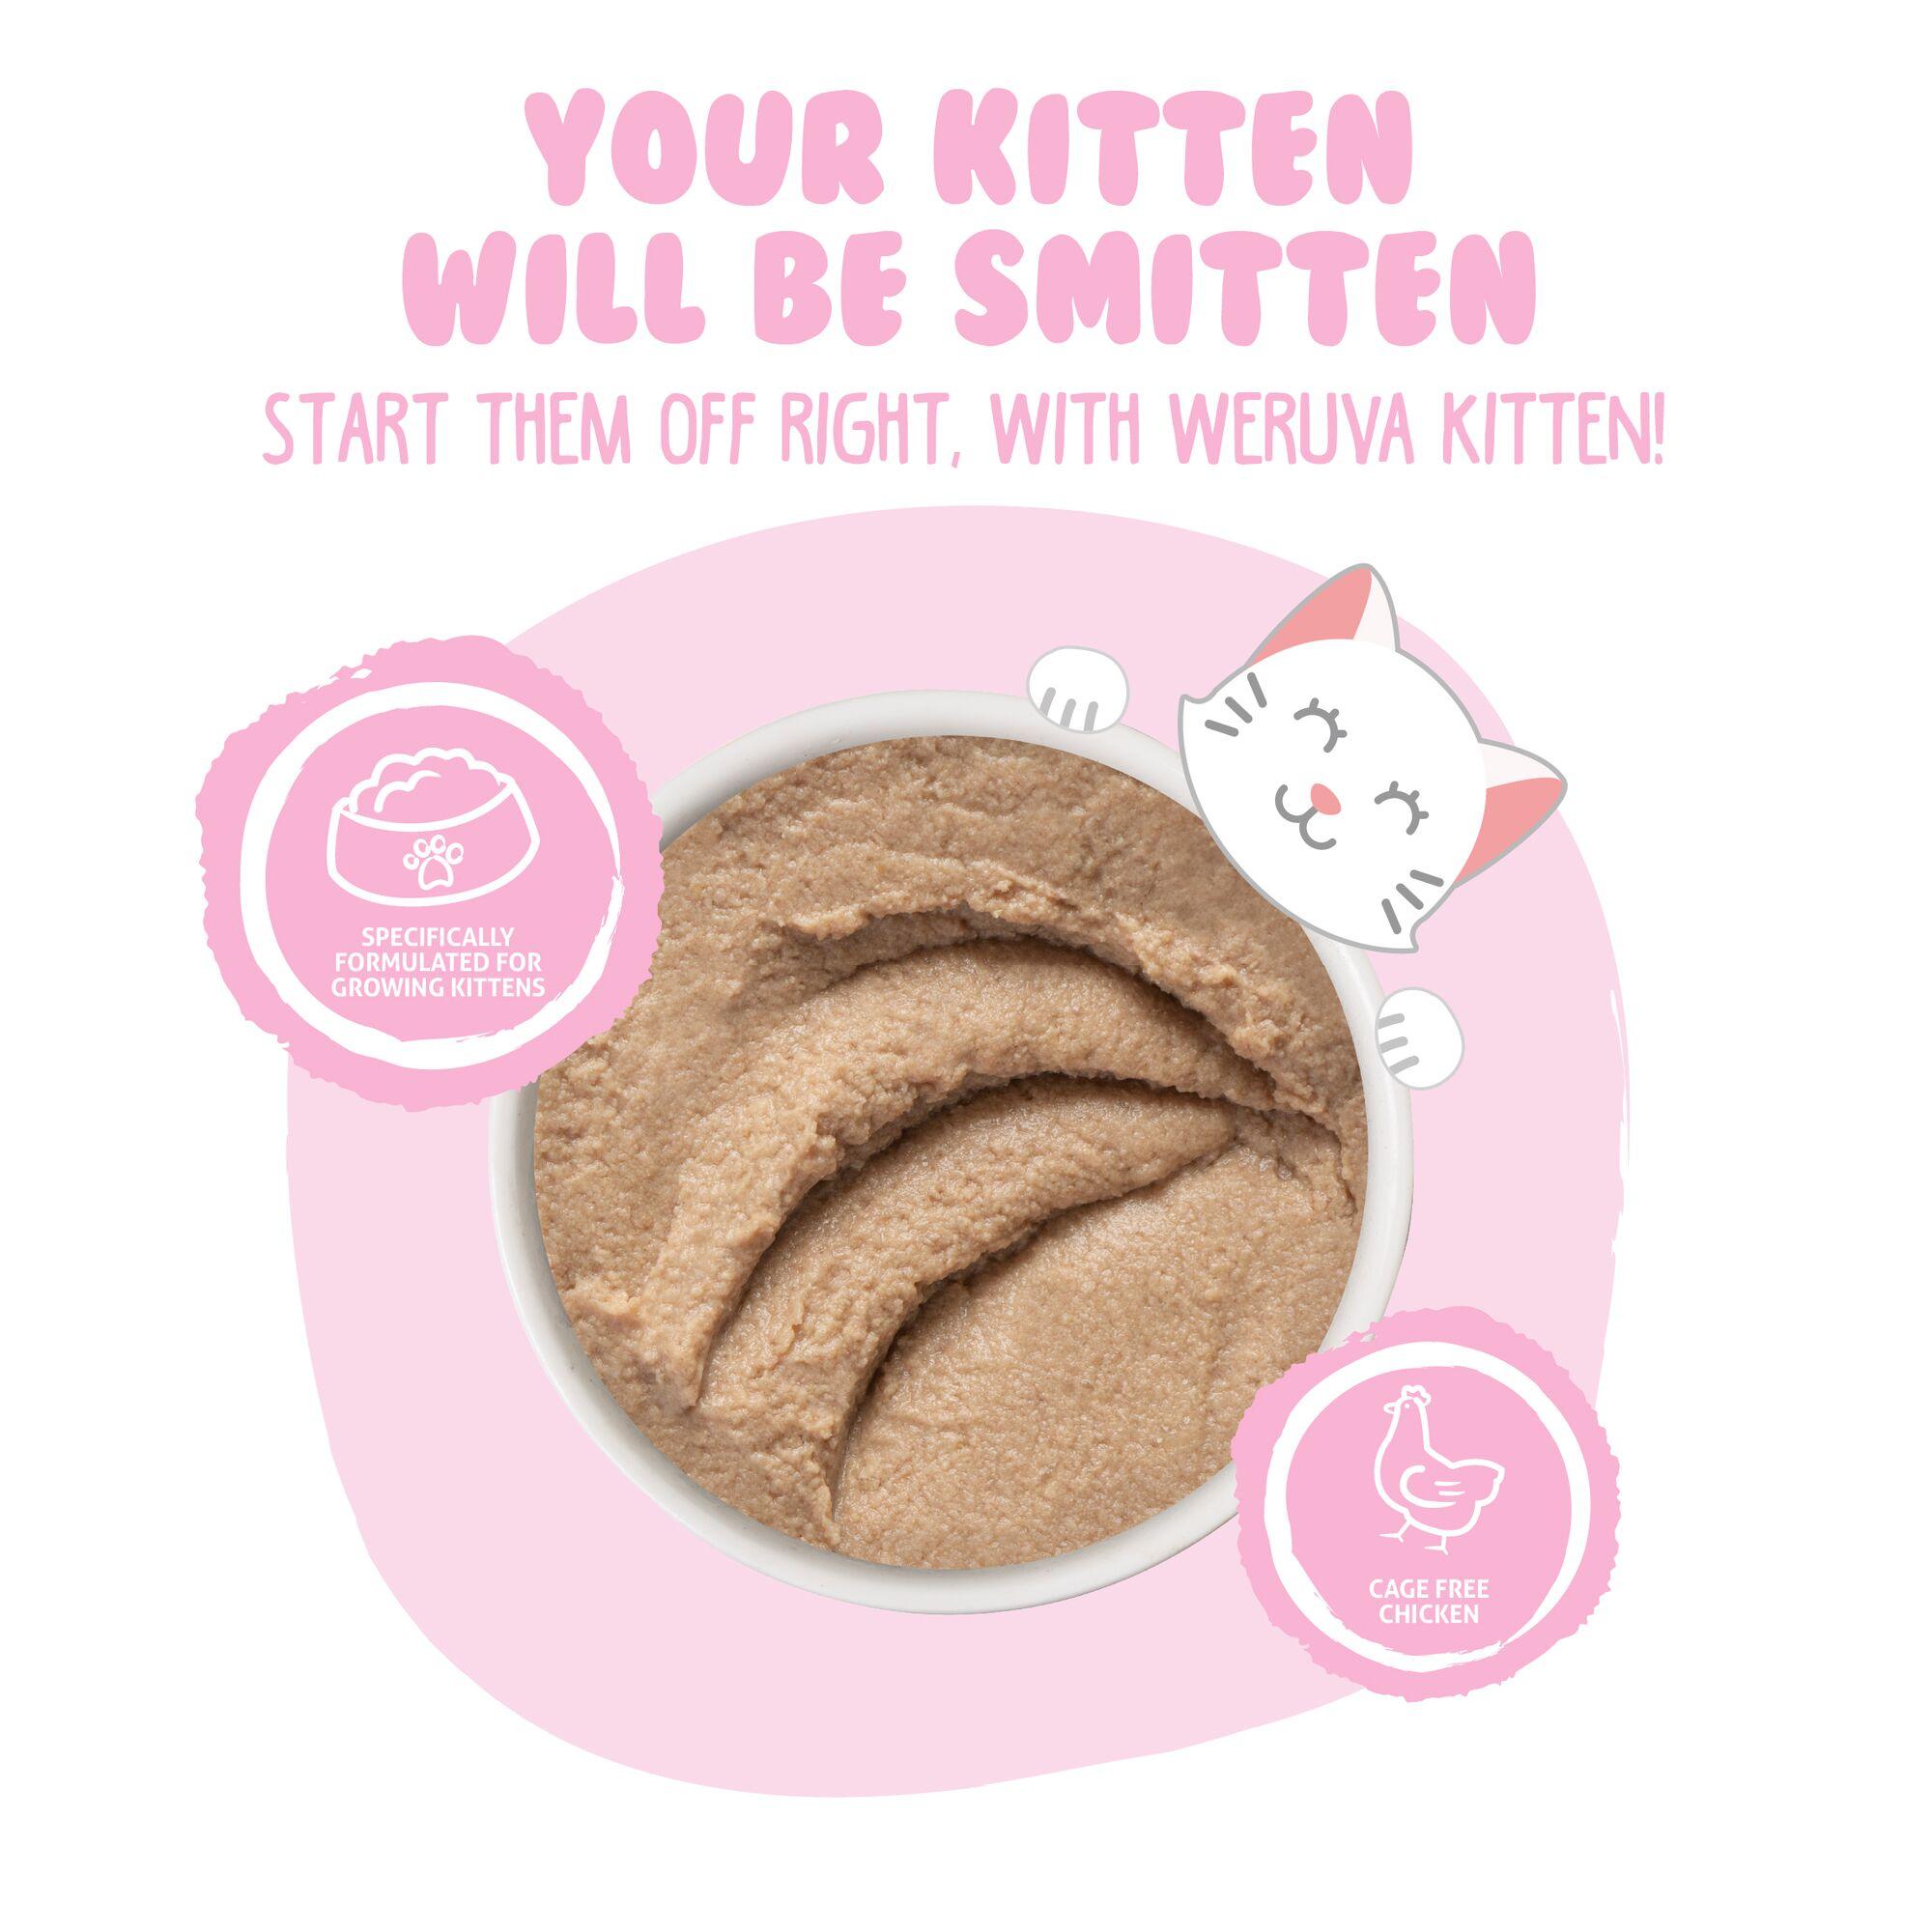 YOUR KITTEN
WILL BE SMITTEN
START THEM OFF RIGHT, WITH WERUVA KITTEN!
SPECIFICALLY
FORMULATED FOR
GROWING KITTENS
CAGE FREE
CHICKEN